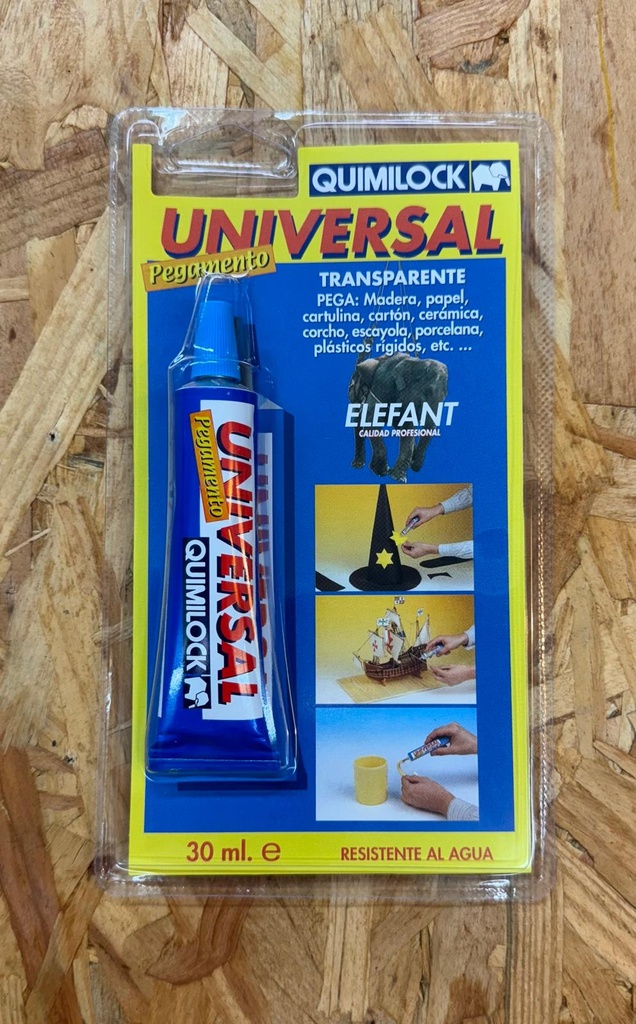 QUIMILOCK
UNIVERSAL
Pegamento
TRANSPARENTE
PEGA: Madera, papel,
cartulina, cartón, cerámica,
corcho, escayola, porcelana,
plásticos rígidos, etc. ...
ELEFANT
CALIDAD PROFESIONAL
Pegamento
UNIVERSAL
QUIMILOCK
UNIVERSAL
30 ml. e
RESISTENTE AL AGUA